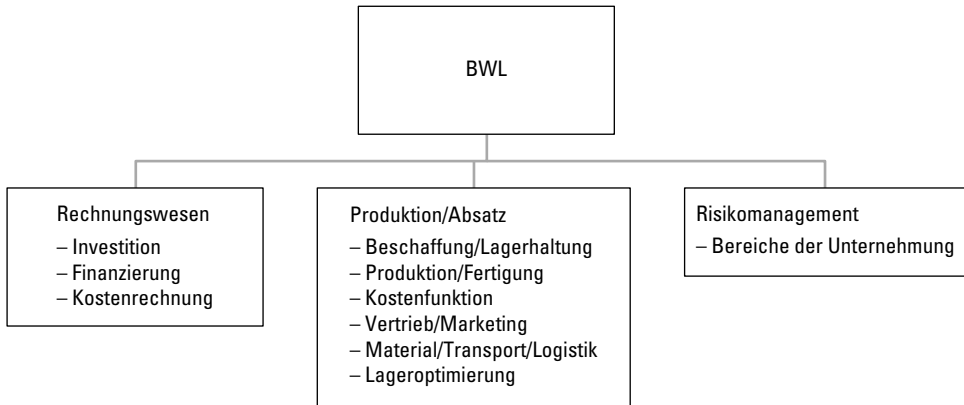 BWL
Rechnungswesen
– Investition
– Finanzierung
– Kostenrechnung
Produktion/Absatz
– Beschaffung/Lagerhaltung
– Produktion/Fertigung
– Kostenfunktion
– Vertrieb/Marketing
– Material/Transport/Logistik
– Lageroptimierung
Risikomanagement
– Bereiche der Unternehmung